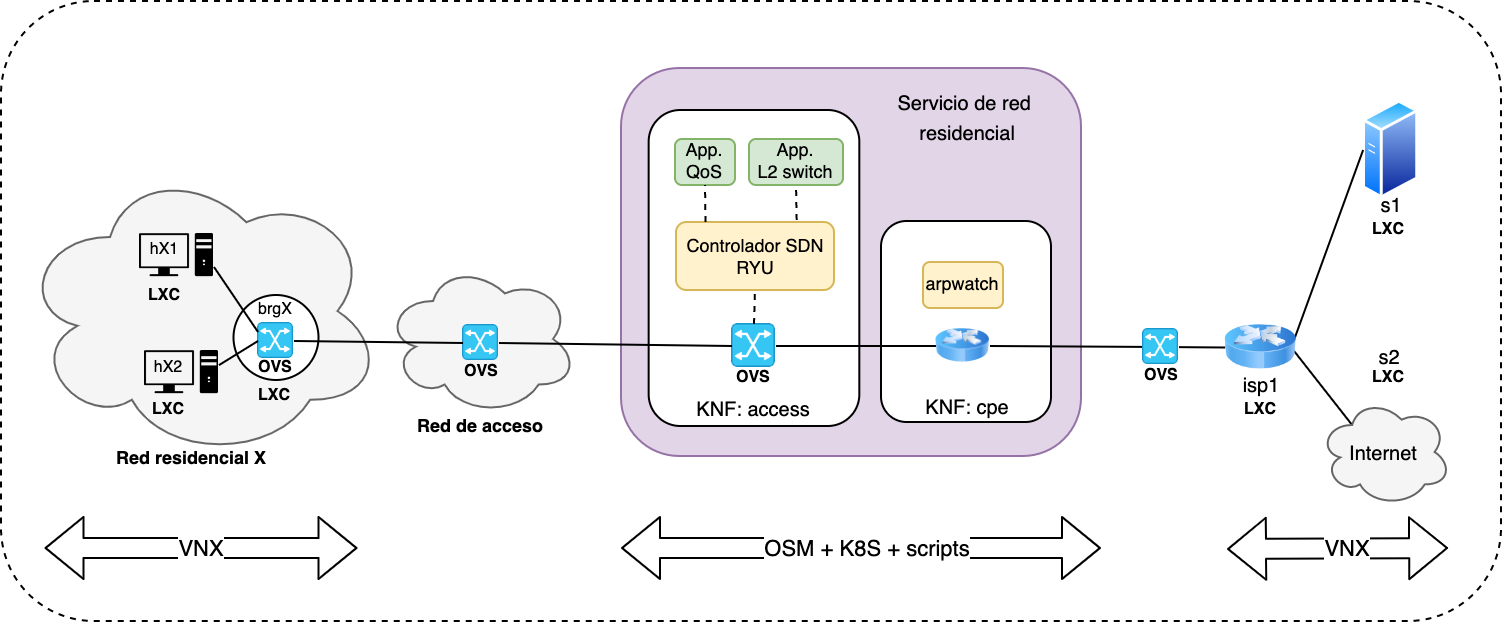 Servicio de red
residencial
App.
QoS
App.
L2 switch
Controlador SDN
RYU
OVS
KNF: access
arpwatch
KNF: cpe
hX1
LXC
hX2
LXC
brgX
OVS
LXC
Red residencial X
OVS
Red de acceso
OVS
isp1
LXC
s1
LXC
s2
LXC
Internet
VNX
OSM + K8S + scripts
VNX